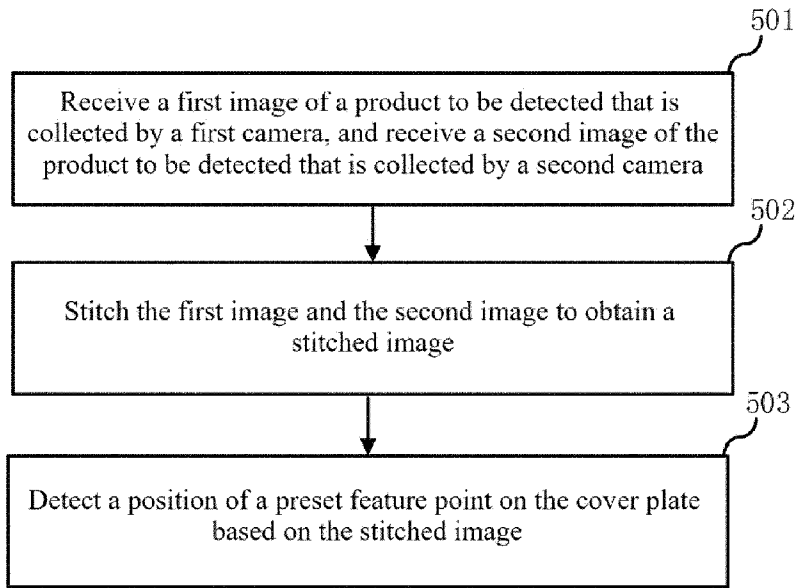 501
Receive a first image of a product to be detected that is
collected by a first camera, and receive a second image of the
product to be detected that is collected by a second camera
502
Stitch the first image and the second image to obtain a
stitched image
503
Detect a position of a preset feature point on the cover plate
based on the stitched image